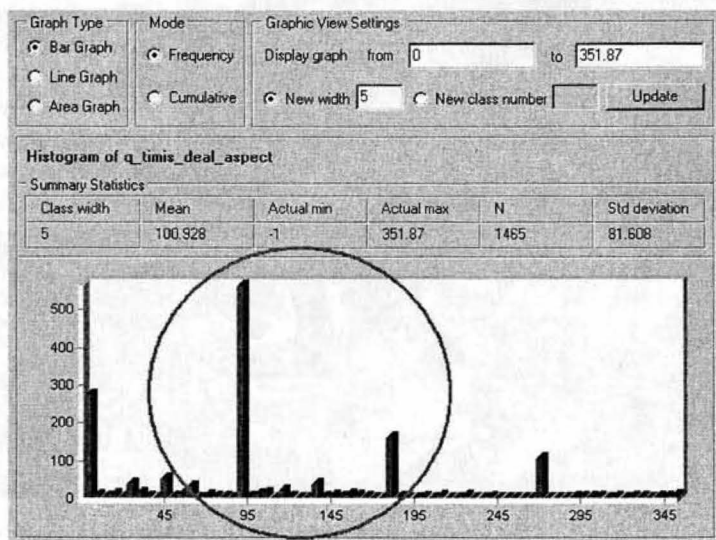 Graph Type
Bar Graph
Line Graph
Area Graph
Mode
Frequency
Cumulative
Graphic View Settings
Display graph from 0 to 351.87
New width 5 New class number Update
Histogram of q_timis_deal_aspect
Summary Statistics
Class width Mean Actual min Actual max N Std deviation
5 100.928 -1 351.87 1465 81.608
500
400
300
200
100
0
45 95 145 195 245 295 345